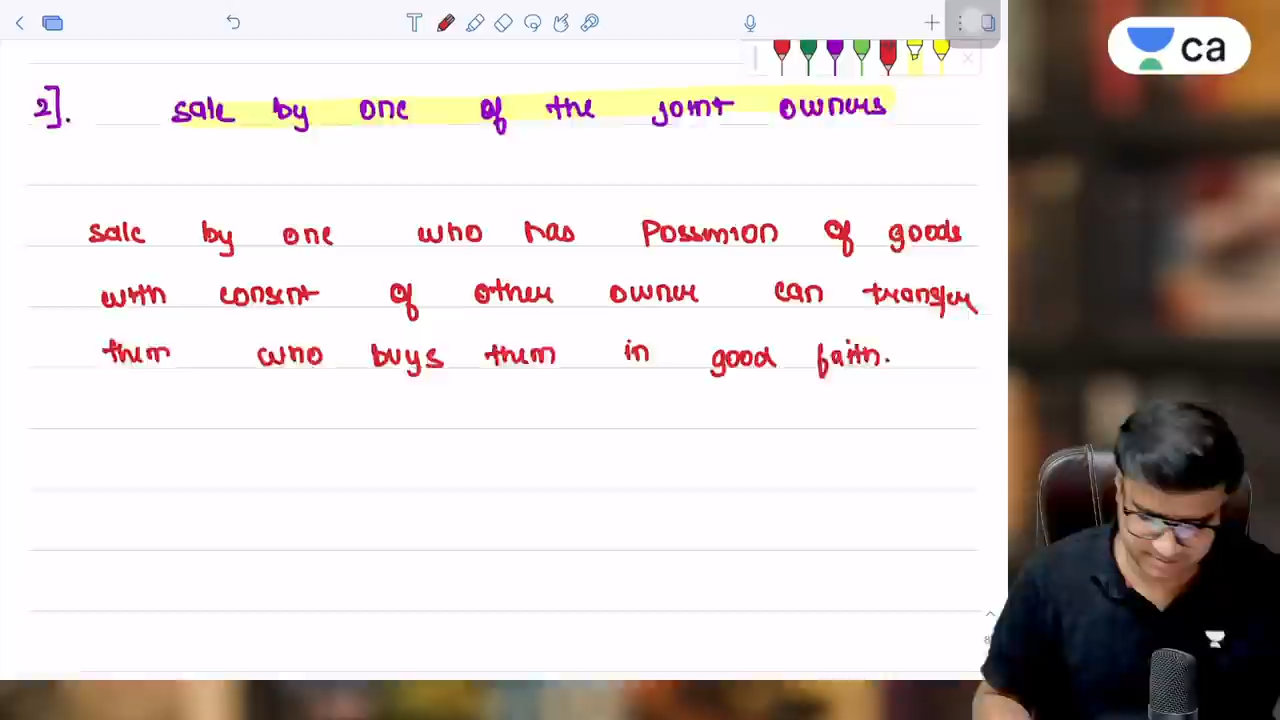 ca
2]. sale by one of the joint owners
sale by one who has possession of goods
with consent of other owner can transfer
them who buys them in good faith.